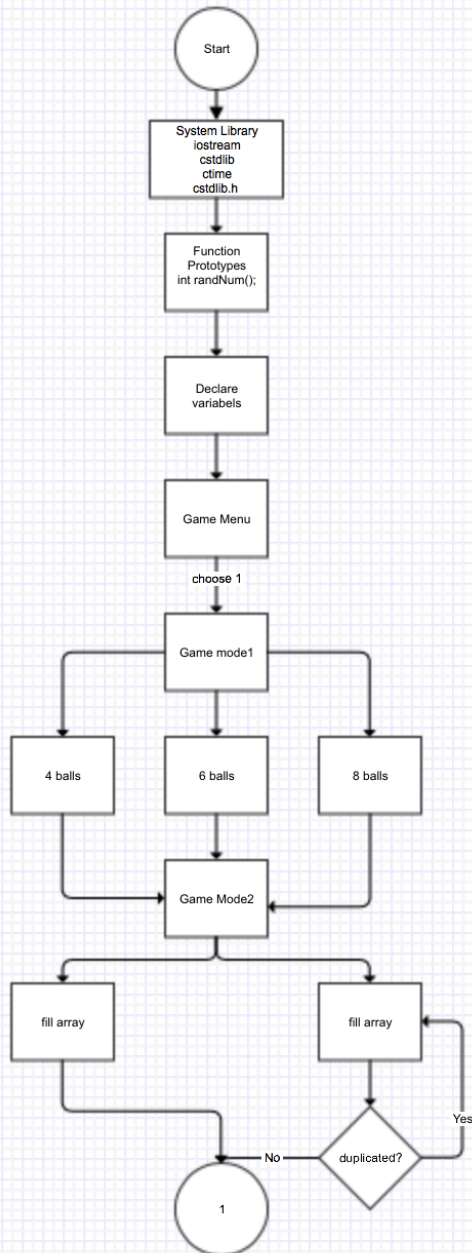 Start
System Library
iostream
cstdlib
ctime
cstdlib.h
Function
Prototypes
int randNum();
Declare
variabels
Game Menu
choose 1
Game mode1
4 balls
6 balls
8 balls
Game Mode2
fill array
fill array
Yes
duplicated?
No
1